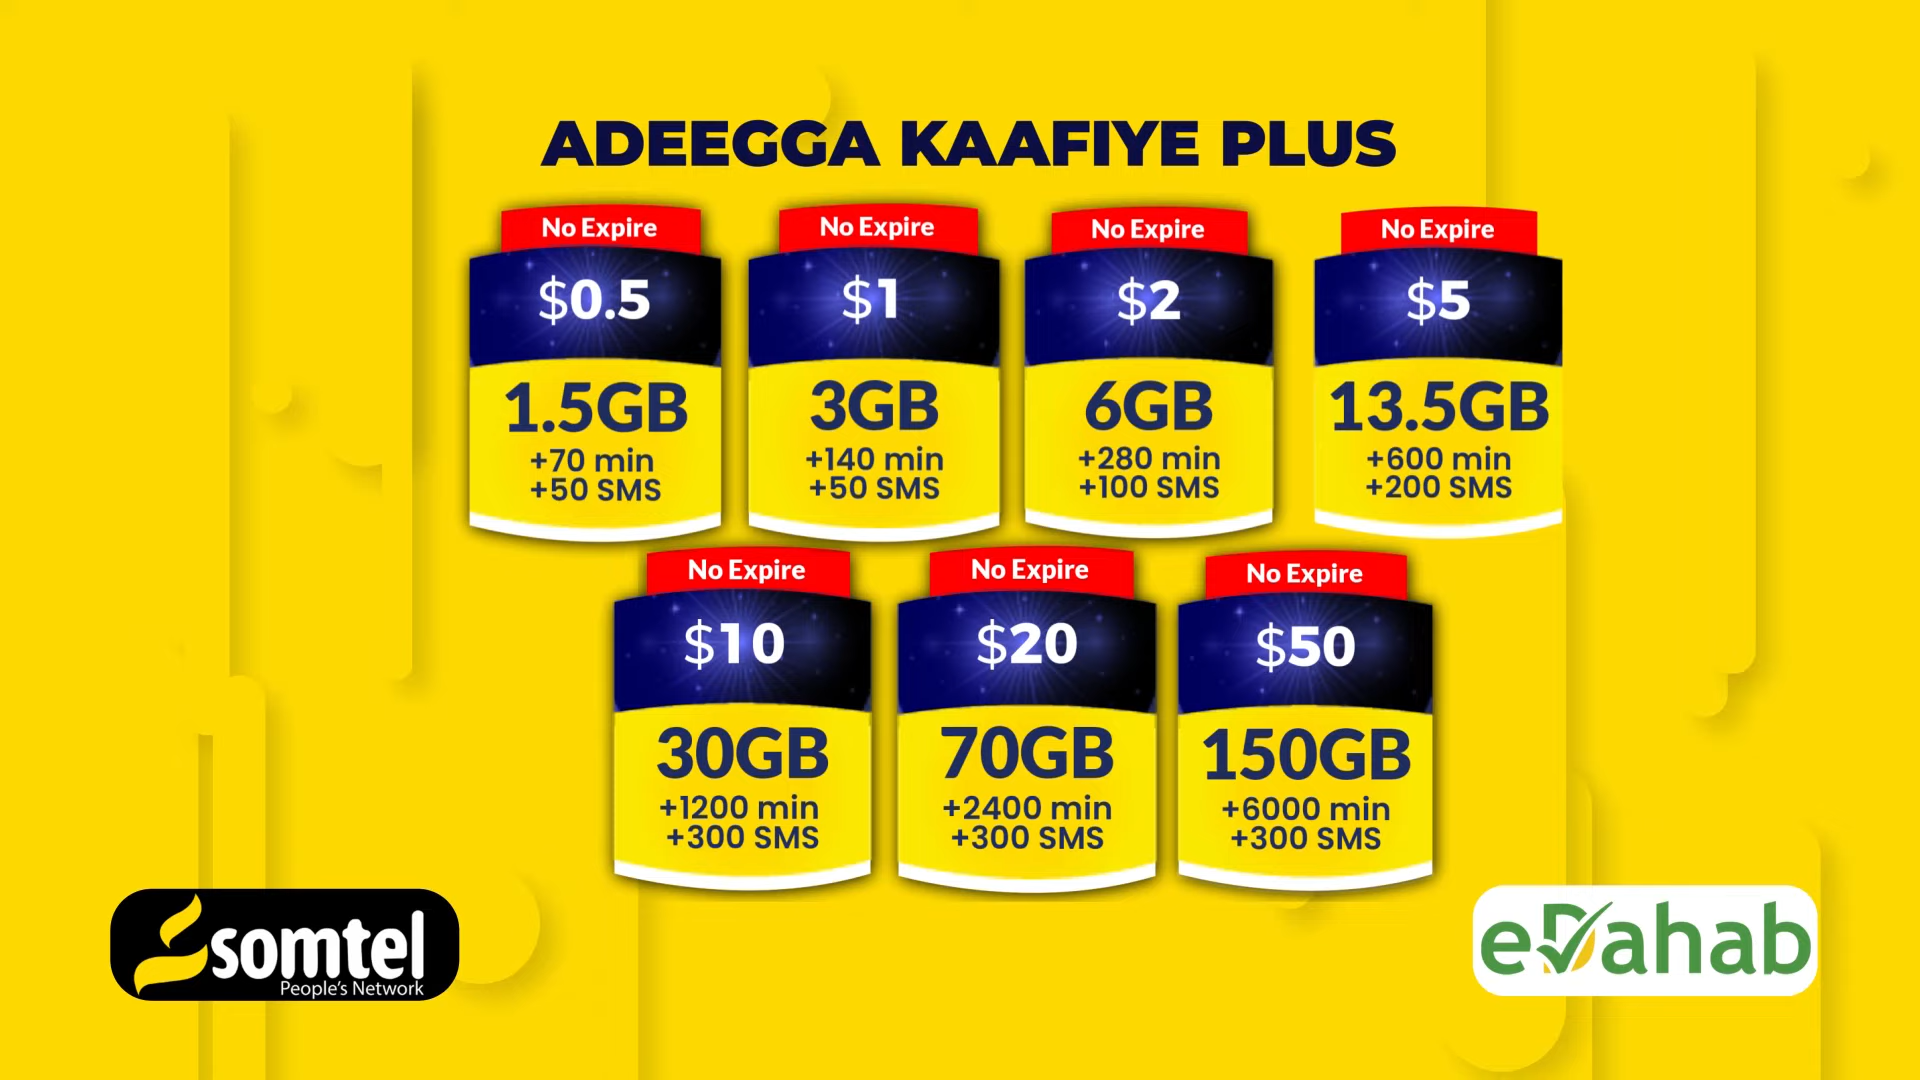 ADEEGGA KAAFIYE PLUS
No Expire
$0.5
1.5GB
+70 min
+50 SMS
No Expire
$1
3GB
+140 min
+50 SMS
No Expire
$2
6GB
+280 min
+100 SMS
No Expire
$5
13.5GB
+600 min
+200 SMS
No Expire
$10
30GB
+1200 min
+300 SMS
No Expire
$20
70GB
+2400 min
+300 SMS
No Expire
$50
150GB
+6000 min
+300 SMS
somtel
People's Network
eDahab